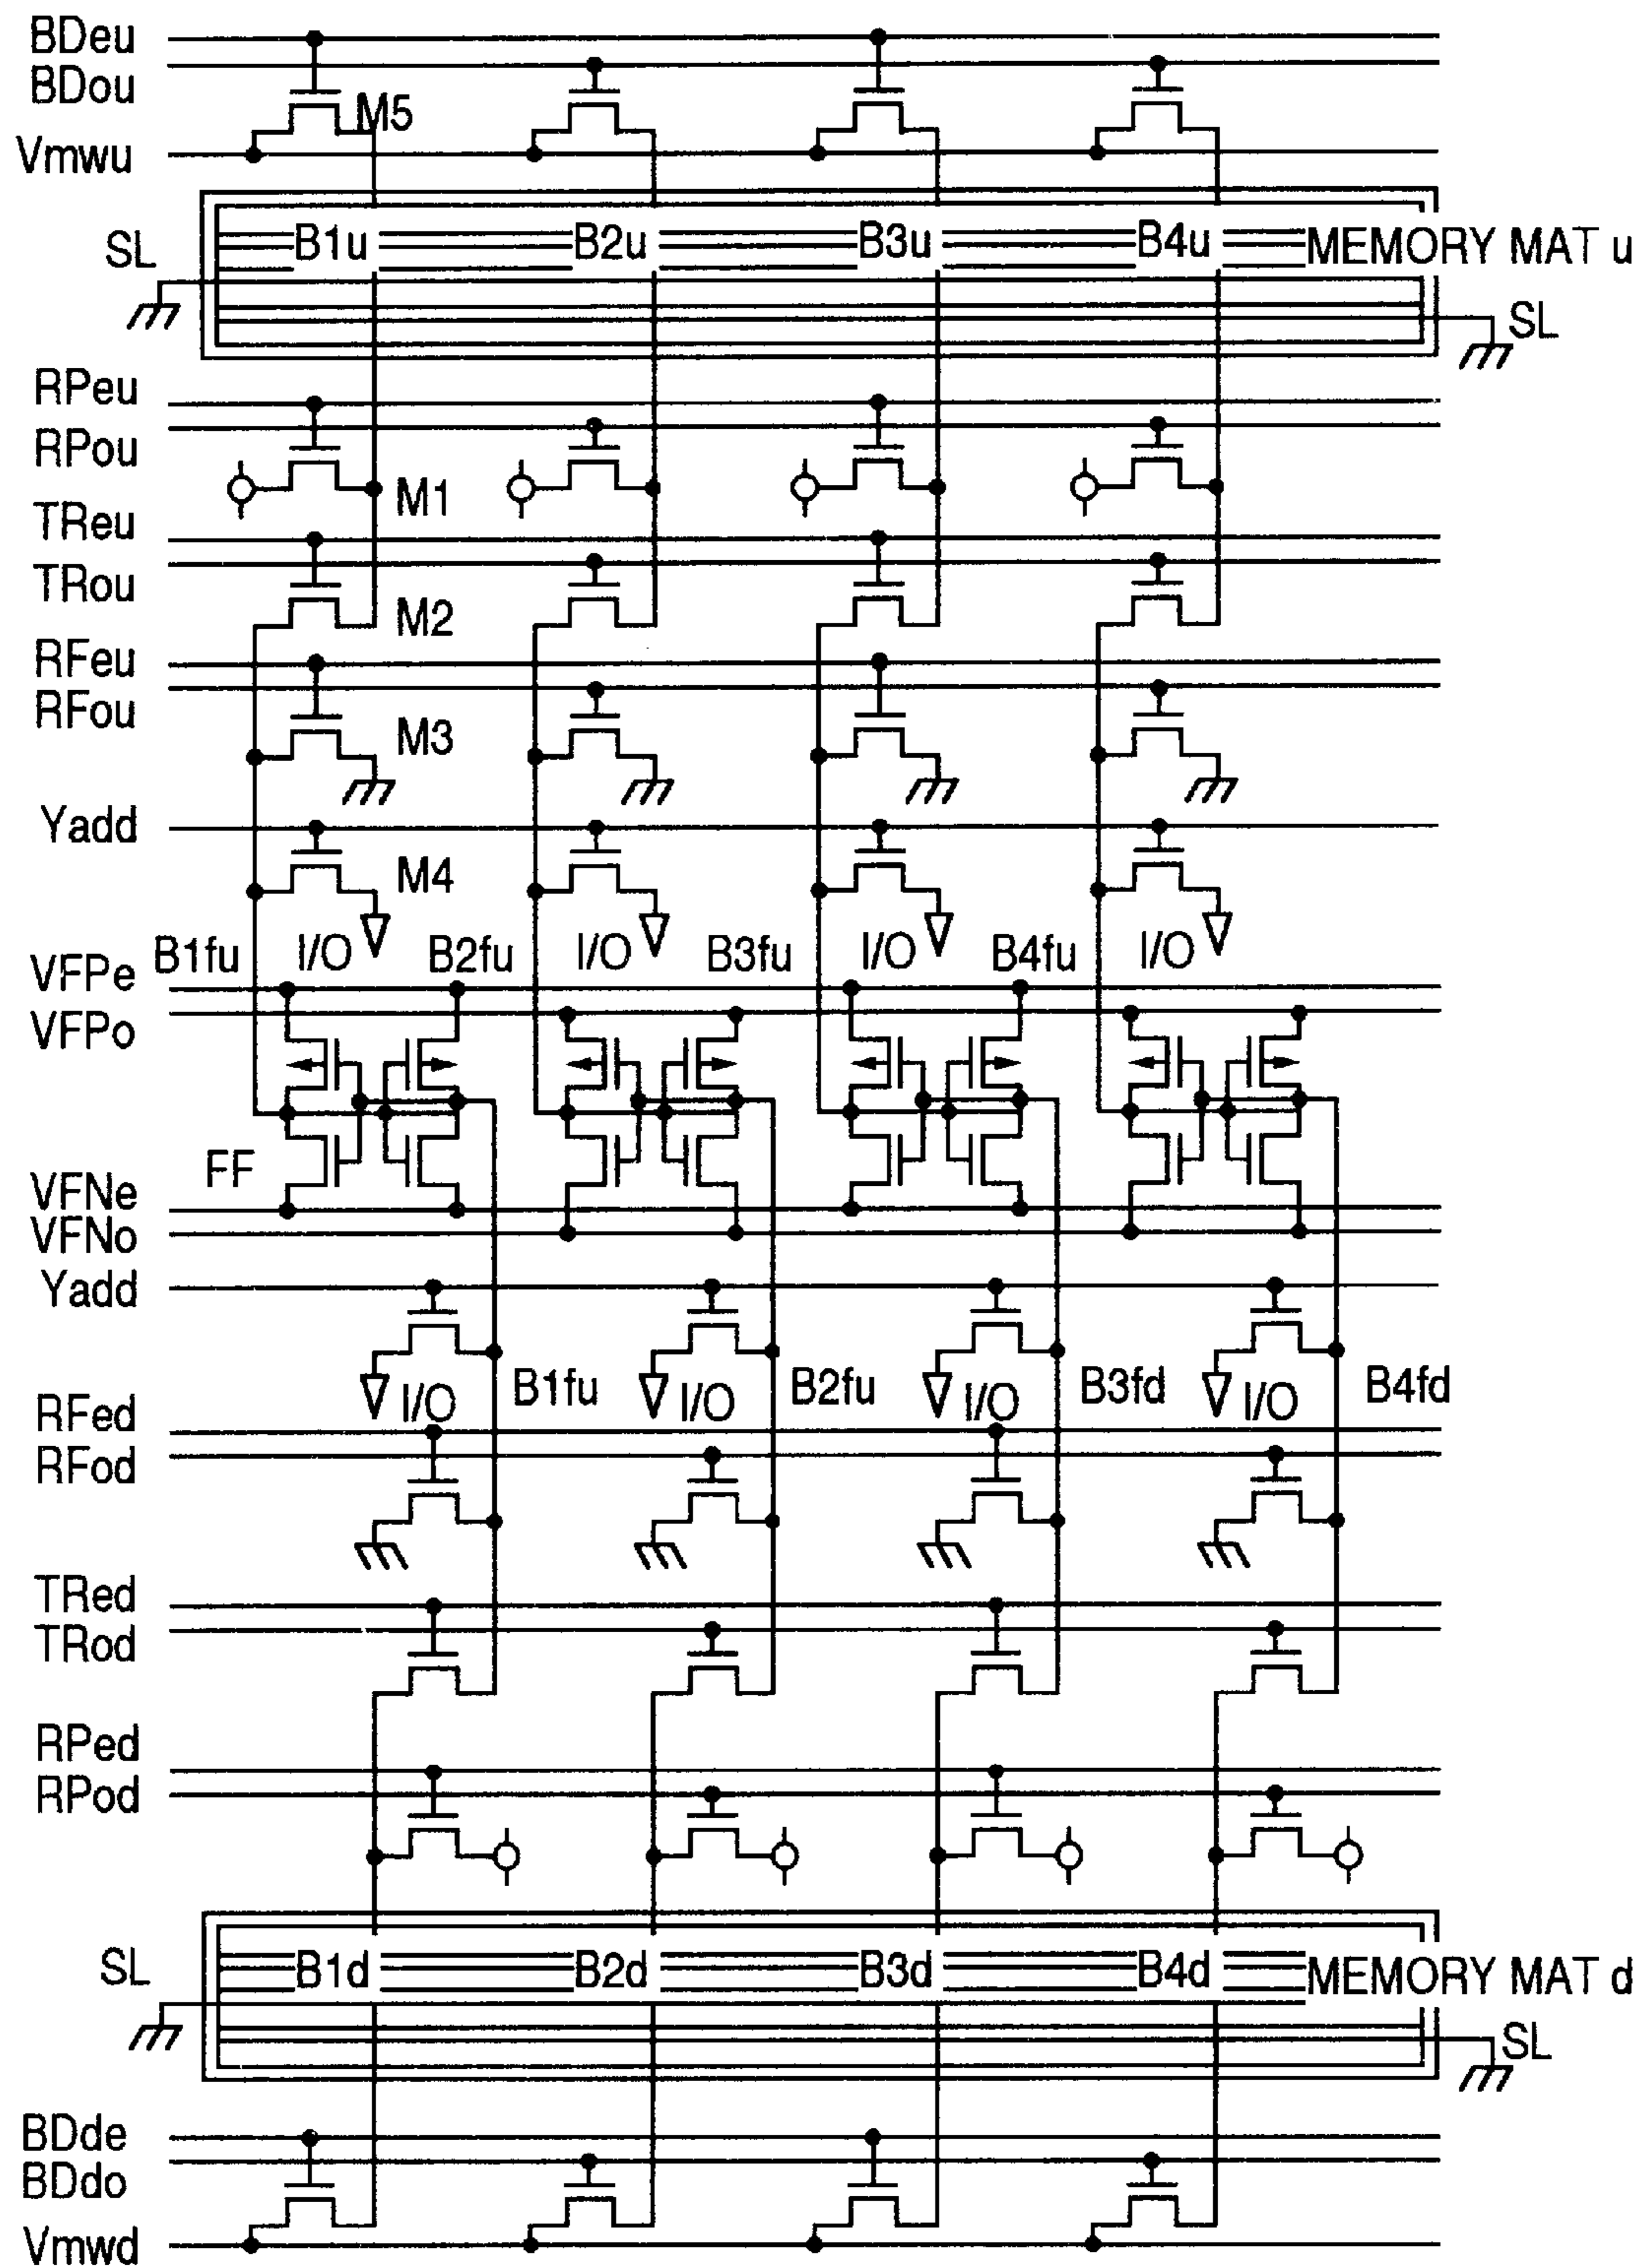 BDeu
BDou
M5
Vmwu
SL B1u B2u B3u B4u MEMORY MAT u
SL
RPeu
RPou
M1
TReu
TRou
M2
RFeu
RFou
M3
Yadd
M4
B1fu I/O B2fu I/O B3fu I/O B4fu I/O
VFPe
VFPo
FF
VFNe
VFNo
Yadd
I/O B1fu I/O B2fu I/O B3fd I/O B4fd
RFed
RFod
TRed
TRod
RPed
RPod
SL B1d B2d B3d B4d MEMORY MAT d
SL
BDde
BDdo
Vmwd